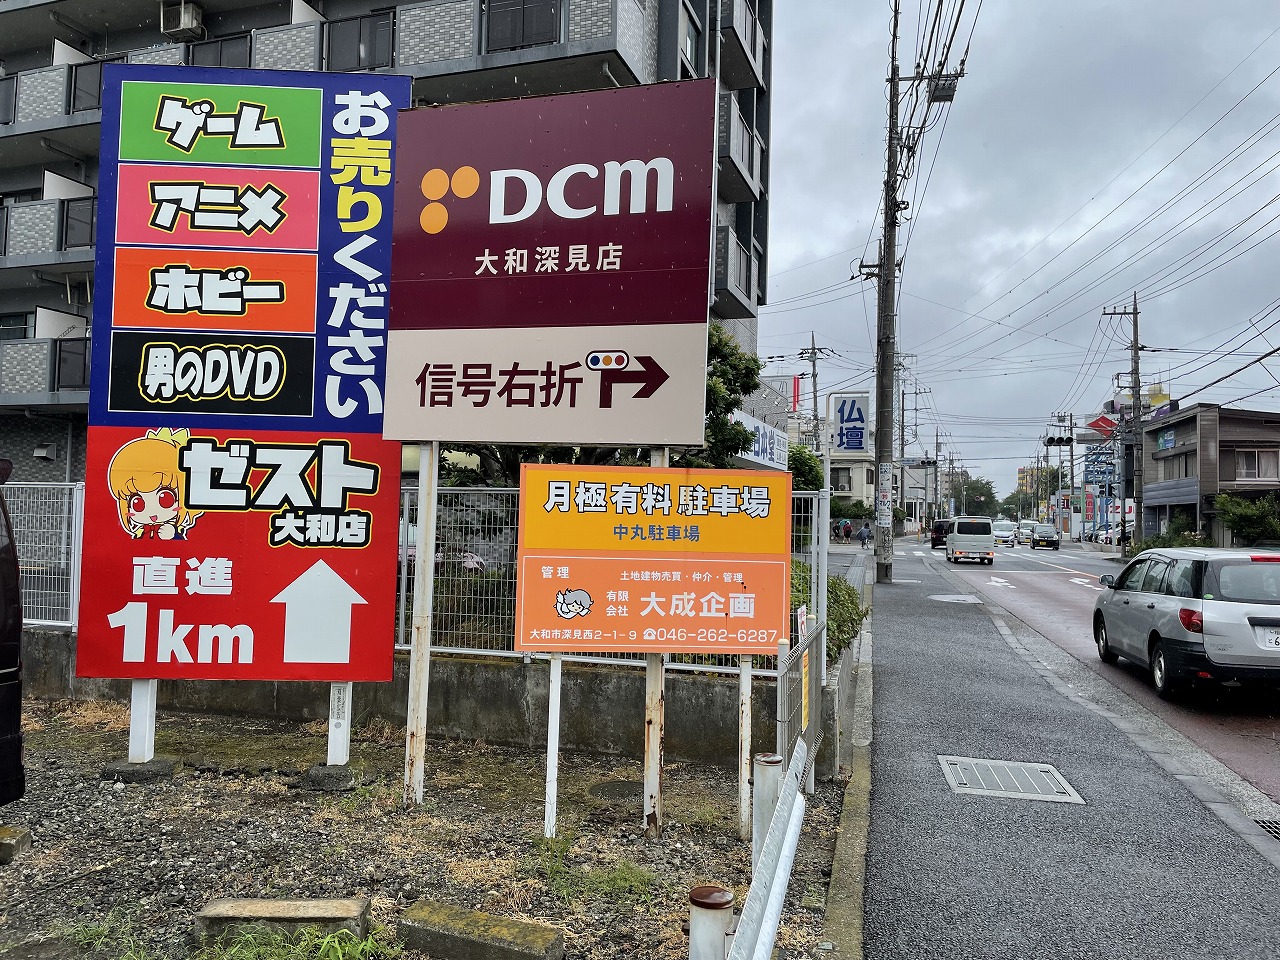 お売りください
ゲーム
アニメ
ホビー
男のDVD
ゼスト
大和店
直進
1km
DCM
大和深見店
信号右折
月極有料駐車場
中丸駐車場
管理
土地建物売買・仲介・管理
有限会社 大成企画
大和市深見西2-1-9 ☎046-262-6287
仏壇